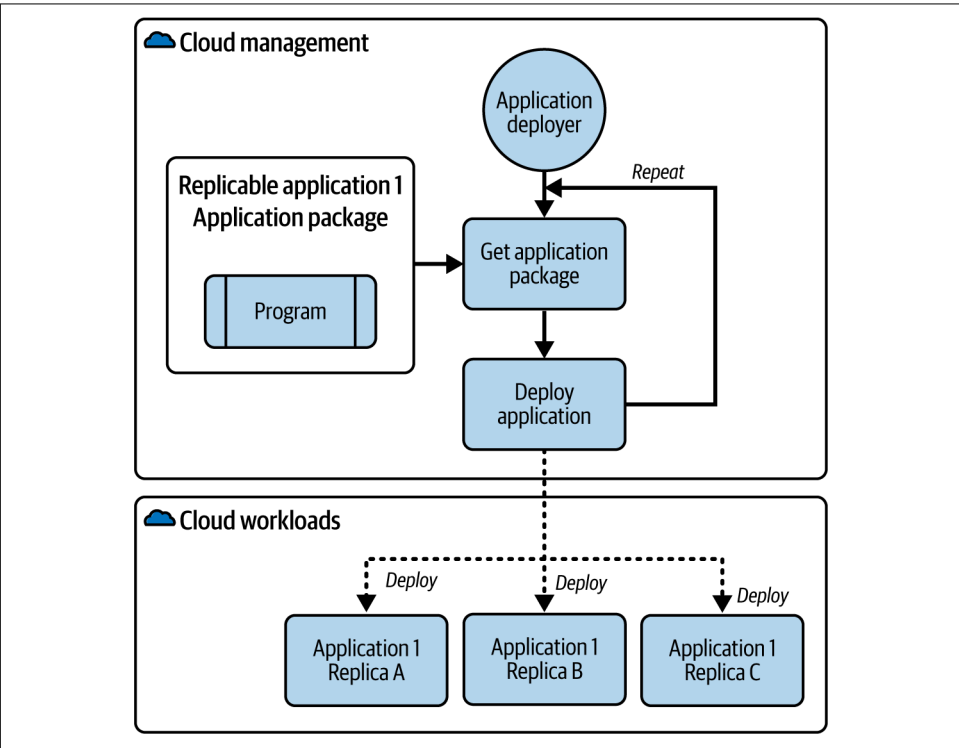 Cloud management
Application
deployer
Repeat
Replicable application 1
Application package
Program
Get application
package
Deploy
application
Cloud workloads
Deploy
Deploy
Deploy
Application 1
Replica A
Application 1
Replica B
Application 1
Replica C